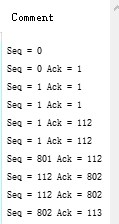 Comment
Seq = 0
Seq = 0 Ack = 1
Seq = 1 Ack = 1
Seq = 1 Ack = 1
Seq = 1 Ack = 112
Seq = 1 Ack = 112
Seq = 801 Ack = 112
Seq = 112 Ack = 802
Seq = 112 Ack = 802
Seq = 802 Ack = 113